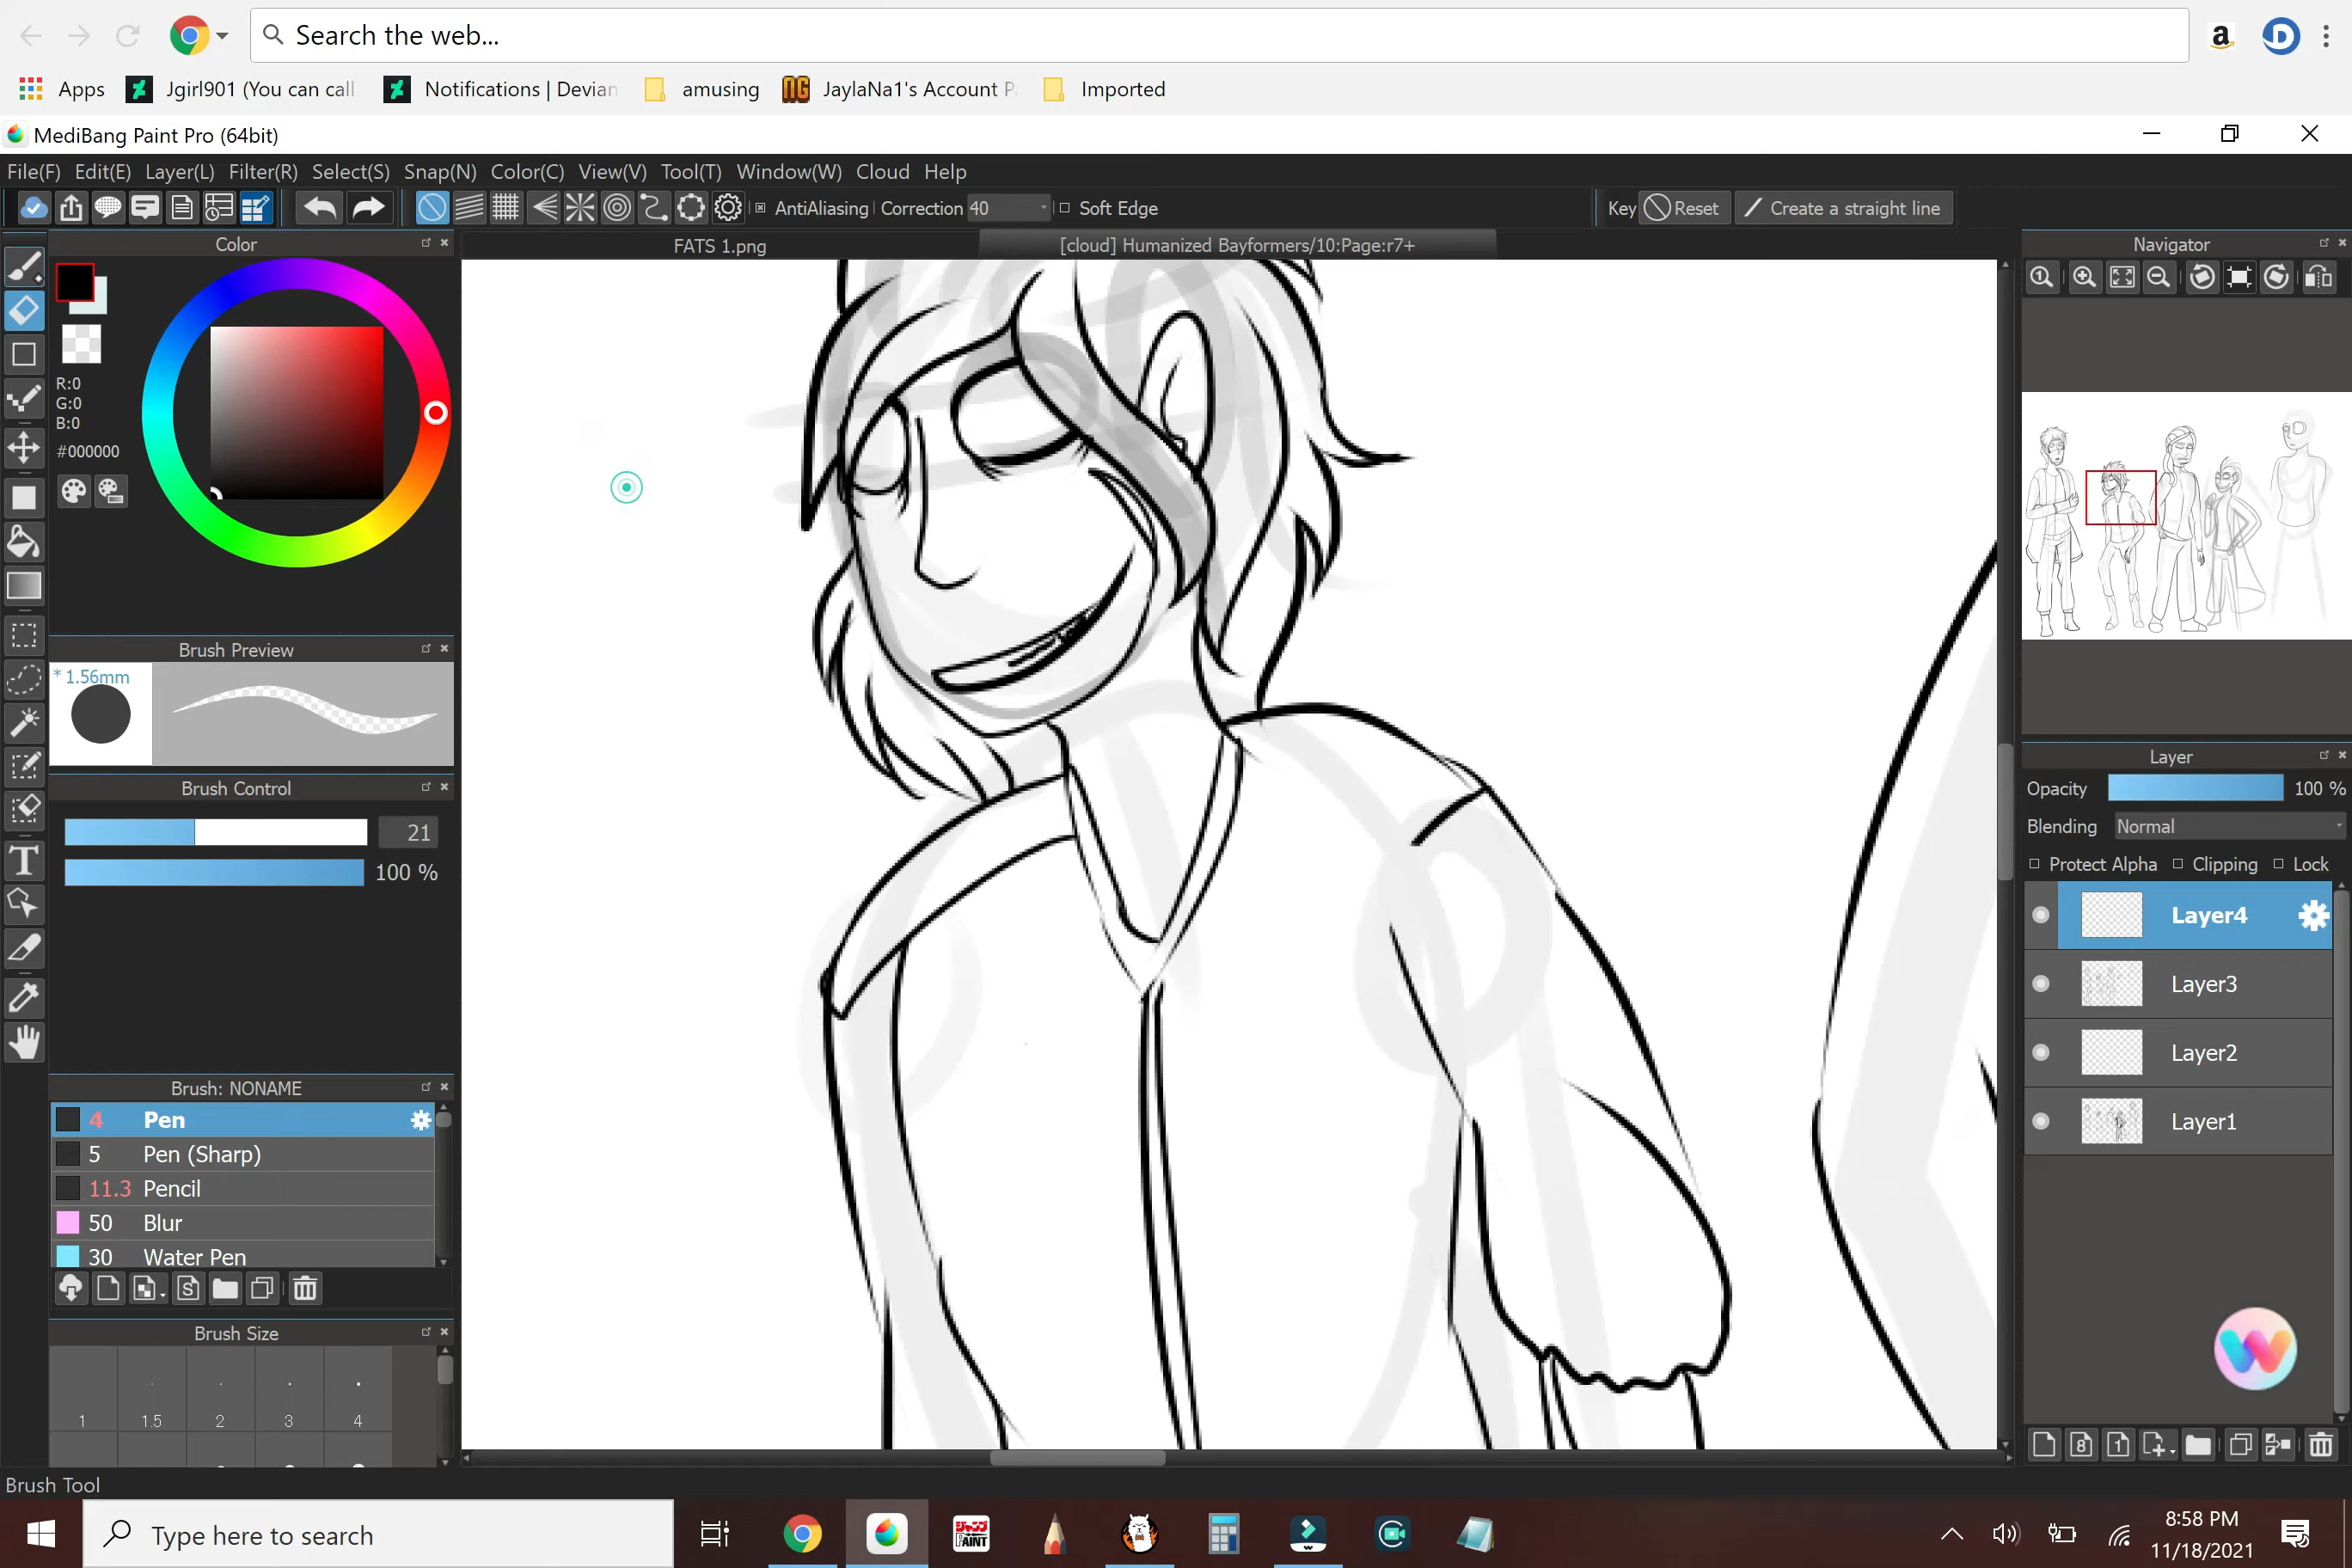 Search the web...
a D
Apps Jgirl901 (You can call Notifications | Devian amusing NG JaylaNa1's Account P Imported
MediBang Paint Pro (64bit)
File(F) Edit(E) Layer(L) Filter(R) Select(S) Snap(N) Color(C) View(V) Tool(T) Window(W) Cloud Help
AntiAliasing Correction 40 Soft Edge Key Reset Create a straight line
Color
FATS 1.png
[cloud] Humanized Bayformers/10:Page:r7+
Navigator
R:0
G:0
B:0
#000000
Brush Preview
* 1.56mm
Brush Control
21
100 %
Brush: NONAME
4 Pen
5 Pen (Sharp)
11.3 Pencil
50 Blur
30 Water Pen
Brush Size
1 1.5 2 3 4
Layer
Opacity 100 %
Blending Normal
Protect Alpha Clipping Lock
Layer4
Layer3
Layer2
Layer1
Brush Tool
Type here to search
8:58 PM
11/18/2021